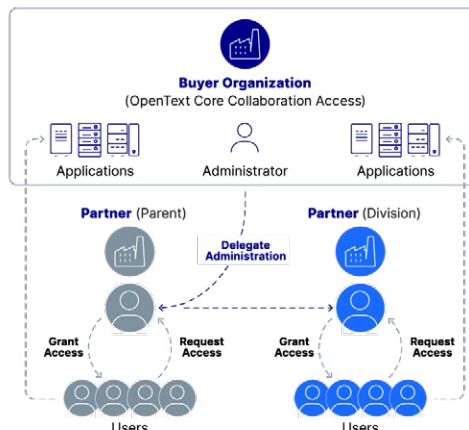 Buyer Organization
(OpenText Core Collaboration Access)
Applications
Administrator
Applications
Partner (Parent)
Partner (Division)
Delegate
Administration
Grant
Access
Request
Access
Grant
Access
Request
Access
Users
Users